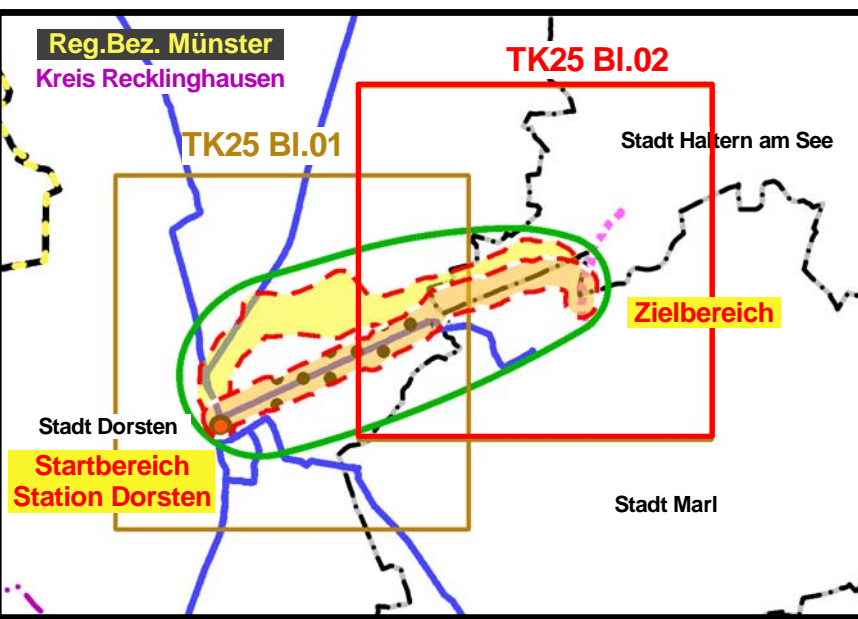 Reg.Bez. Münster
Kreis Recklinghausen
TK25 Bl.02
TK25 Bl.01
Stadt Haltern am See
Zielbereich
Stadt Dorsten
Startbereich
Station Dorsten
Stadt Marl